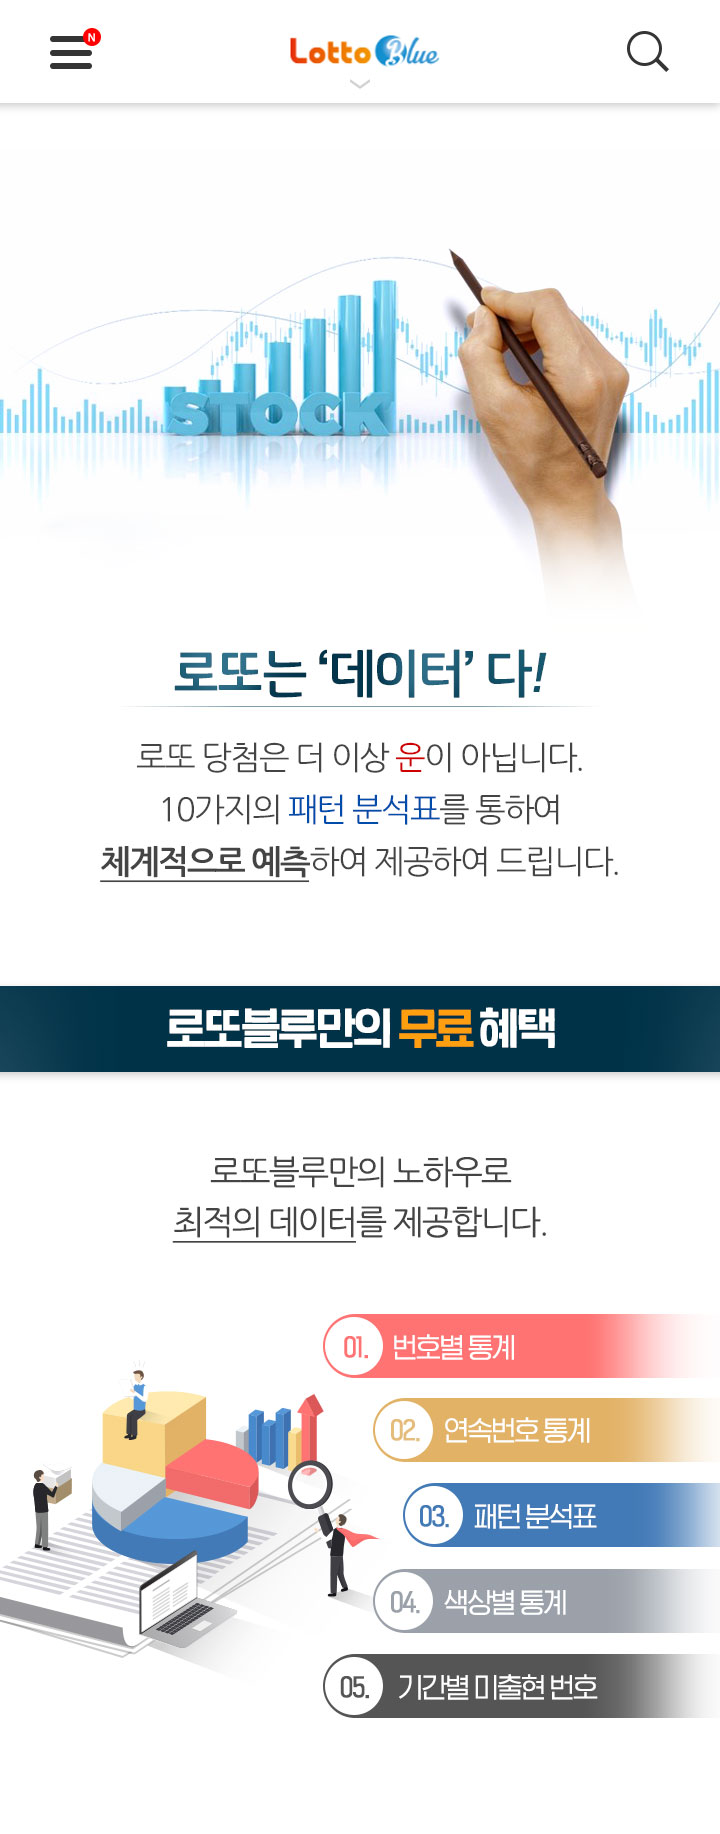 N
Lotto Blue
STOCK
로또는 ‘데이터’ 다!
로또 당첨은 더 이상 운이 아닙니다.
10가지의 패턴 분석표를 통하여
체계적으로 예측하여 제공하여 드립니다.
로또블루만의 무료 혜택
로또블루만의 노하우로
최적의 데이터를 제공합니다.
01. 번호별 통계
02. 연속번호 통계
03. 패턴 분석표
04. 색상별 통계
05. 기간별 미출현 번호